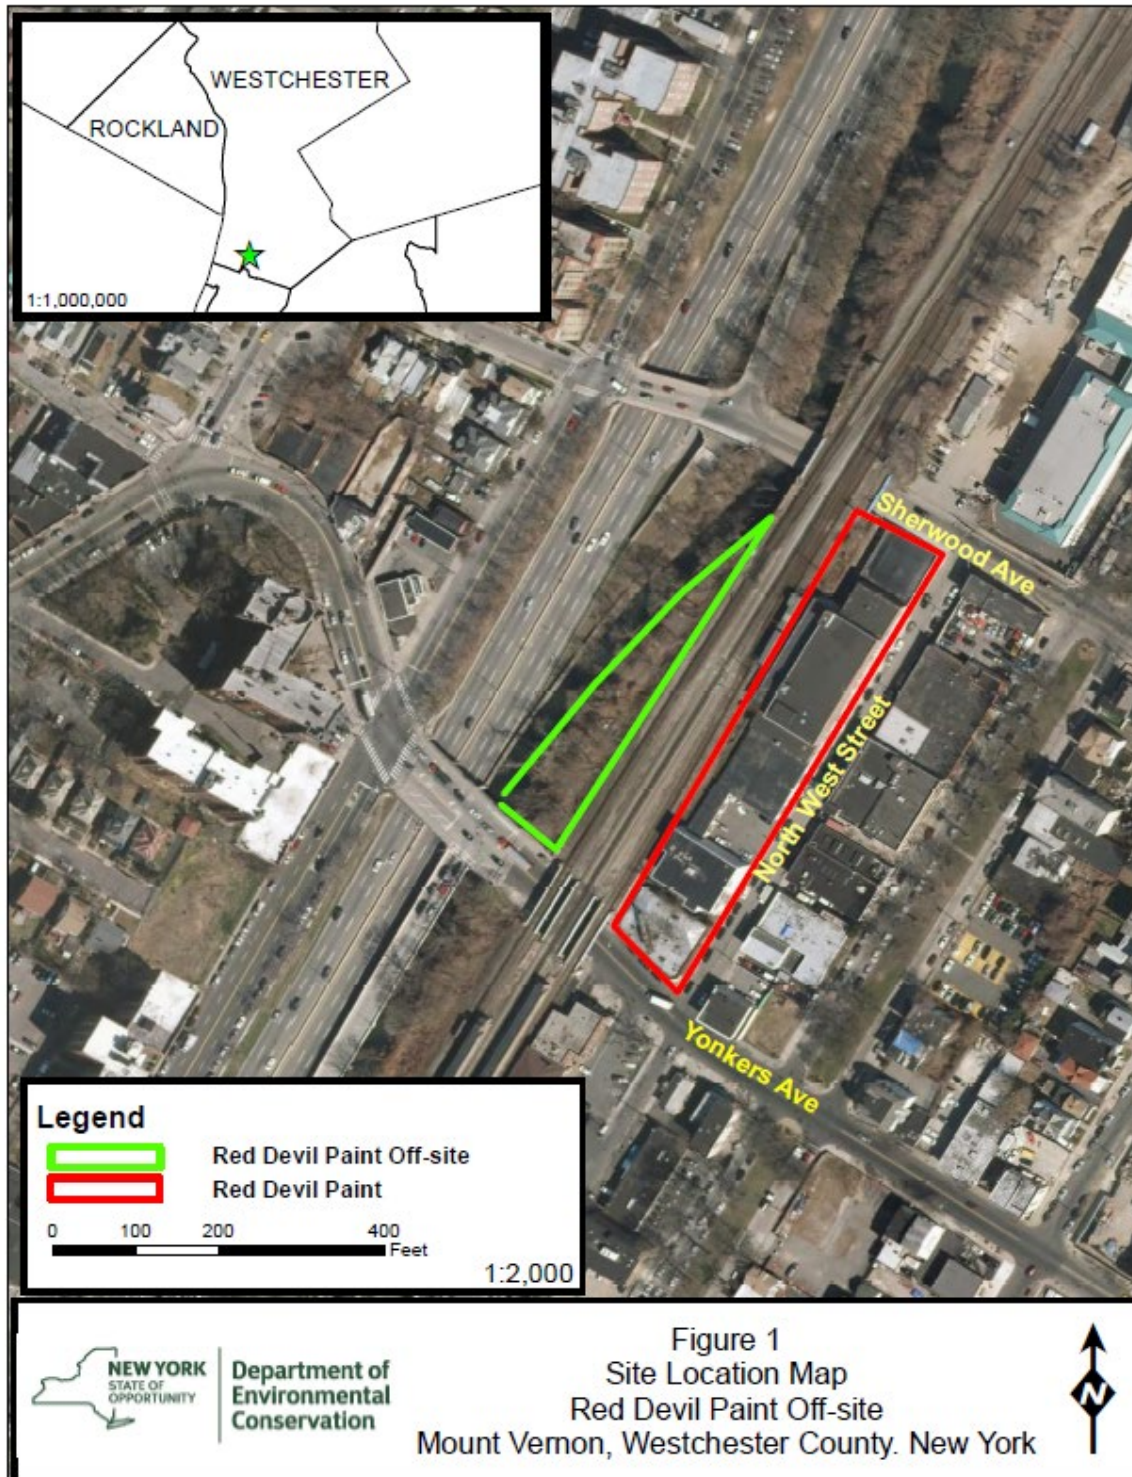 WESTCHESTER
ROCKLAND
1:1,000,000
Sherwood Ave
North West Street
Yonkers Ave
Legend
Red Devil Paint Off-site
Red Devil Paint
0 100 200 400
Feet
1:2,000
NEW YORK
STATE OF
OPPORTUNITY
Department of
Environmental
Conservation
Figure 1
Site Location Map
Red Devil Paint Off-site
Mount Vernon, Westchester County. New York
N